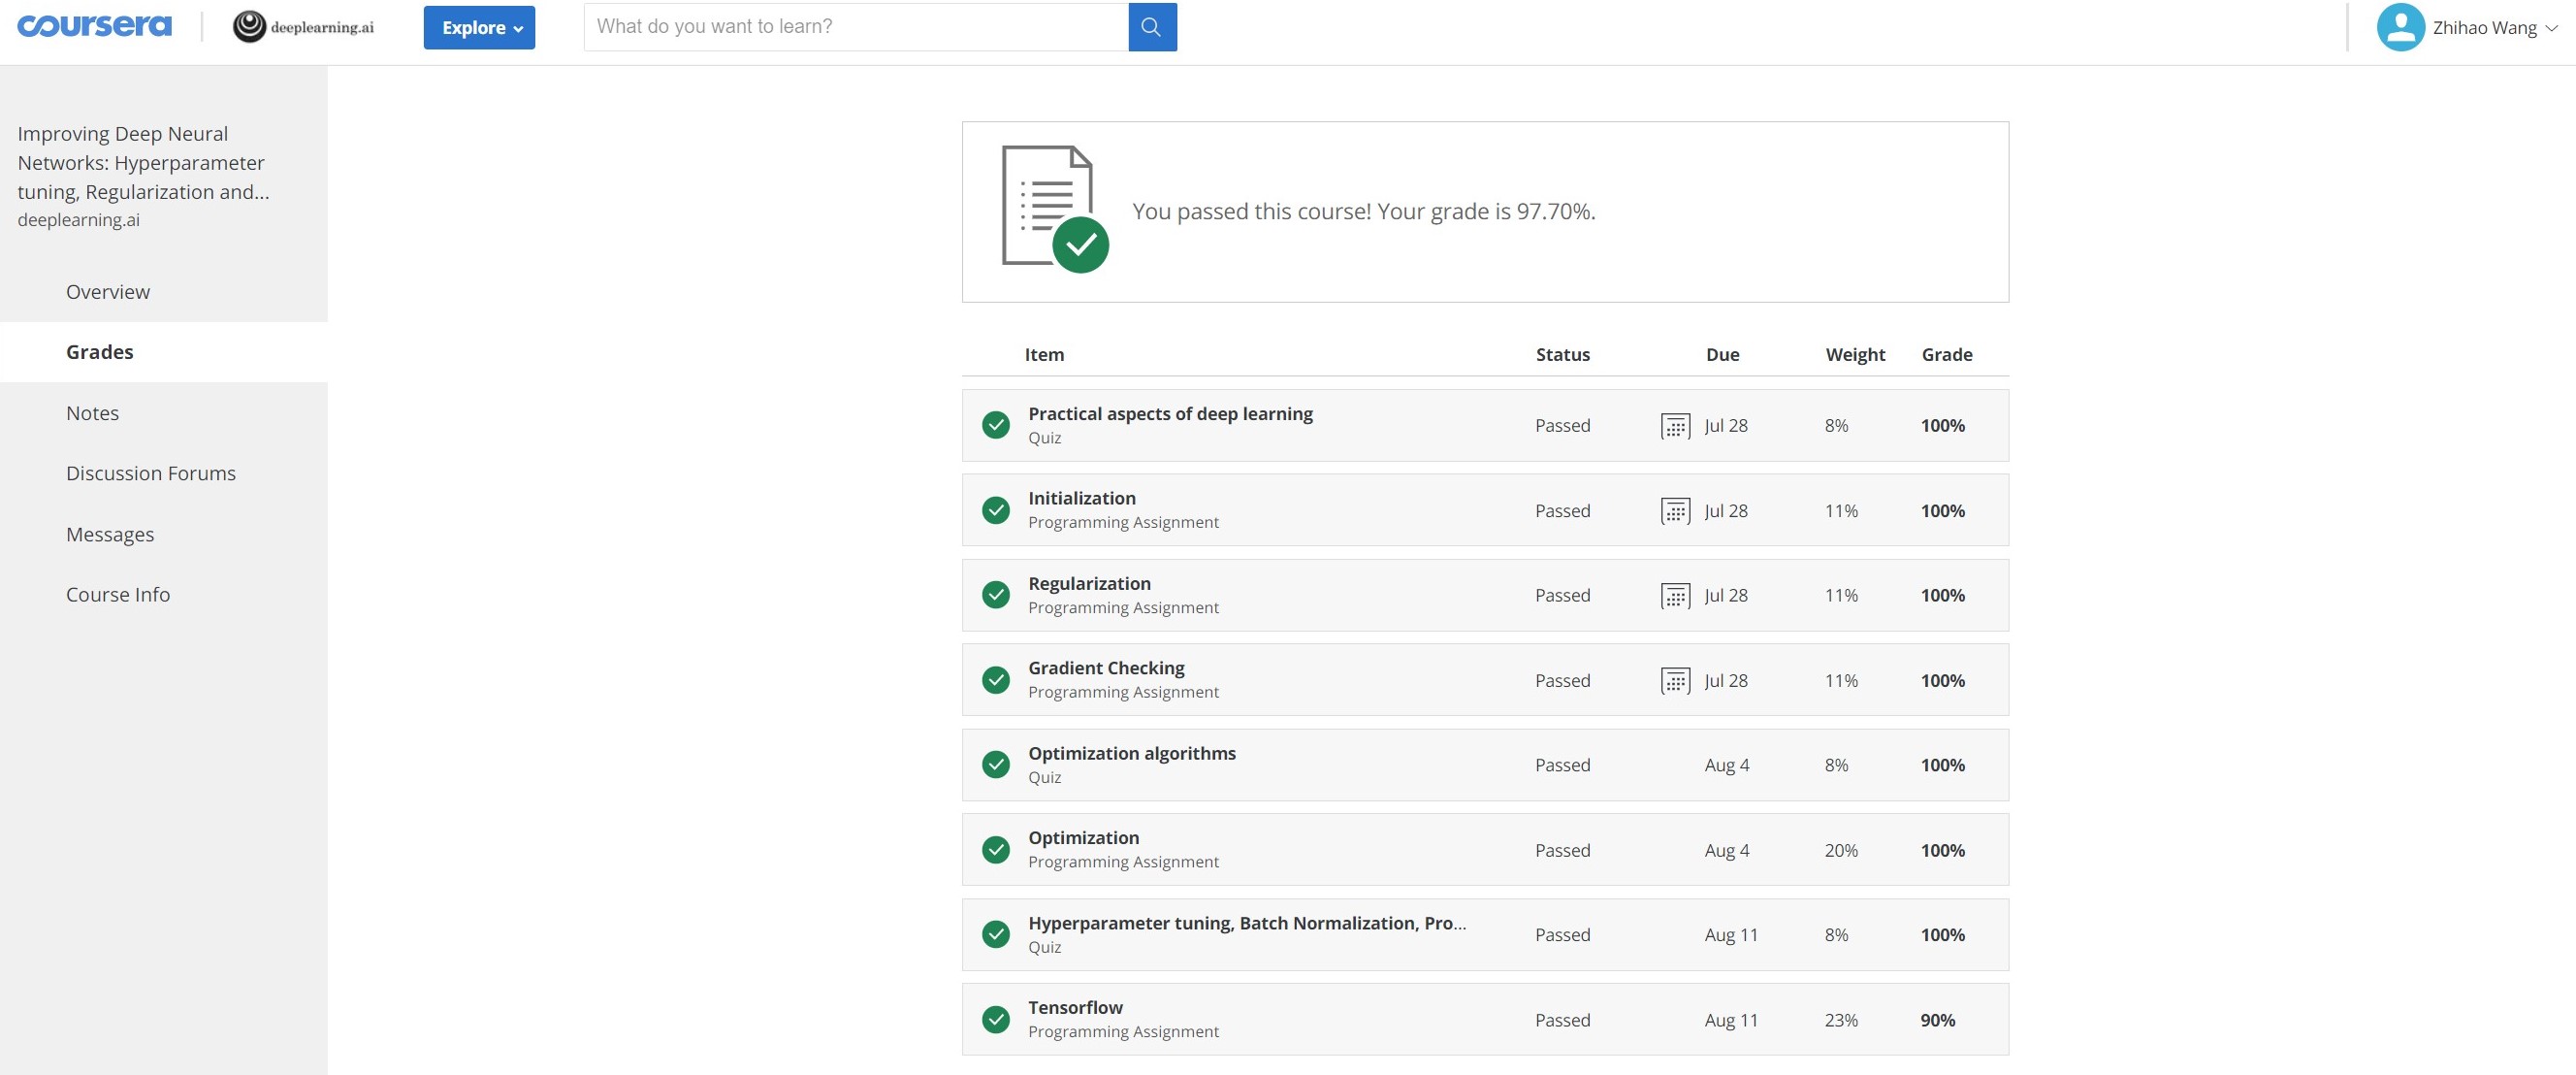 coursera
deeplearning.ai
Explore
What do you want to learn?
Zhihao Wang
Improving Deep Neural
Networks: Hyperparameter
tuning, Regularization and...
deeplearning.ai
Overview
Grades
Notes
Discussion Forums
Messages
Course Info
You passed this course! Your grade is 97.70%.
Item Status Due Weight Grade
Practical aspects of deep learning
Quiz
Passed Jul 28 8% 100%
Initialization
Programming Assignment
Passed Jul 28 11% 100%
Regularization
Programming Assignment
Passed Jul 28 11% 100%
Gradient Checking
Programming Assignment
Passed Jul 28 11% 100%
Optimization algorithms
Quiz
Passed Aug 4 8% 100%
Optimization
Programming Assignment
Passed Aug 4 20% 100%
Hyperparameter tuning, Batch Normalization, Pro...
Quiz
Passed Aug 11 8% 100%
Tensorflow
Programming Assignment
Passed Aug 11 23% 90%